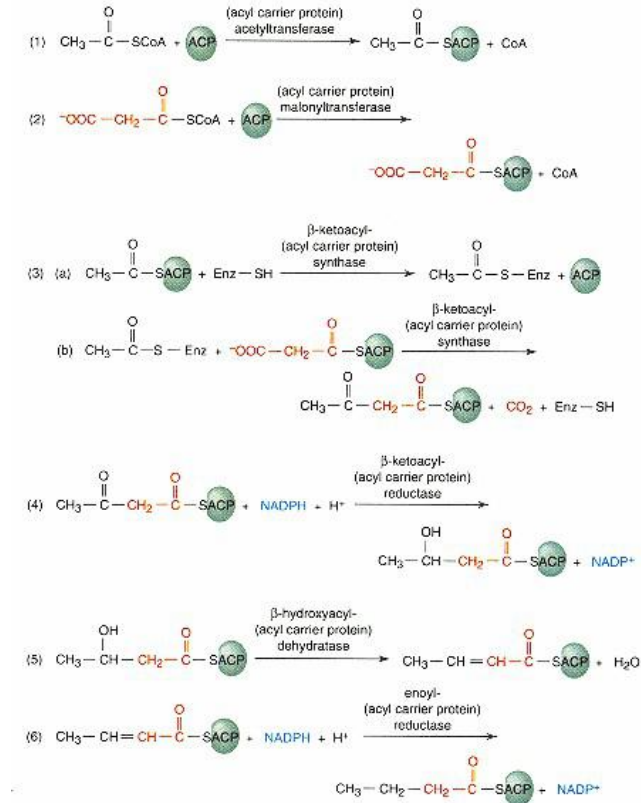 (acyl carrier protein)
acetyltransferase
O
(1) CH₃–C–SCoA + ACP → CH₃–C–SACP + CoA
O
(acyl carrier protein)
malonyltransferase
O
(2) ⁻OOC–CH₂–C–SCoA + ACP →
O
⁻OOC–CH₂–C–SACP + CoA
β-ketoacyl-
(acyl carrier protein)
synthase
O
(3) (a) CH₃–C–SACP + Enz–SH → CH₃–C–S–Enz + ACP
O
β-ketoacyl-
(acyl carrier protein)
synthase
O O
(b) CH₃–C–S–Enz + ⁻OOC–CH₂–C–SACP →
O O
CH₃–C–CH₂–C–SACP + CO₂ + Enz–SH
β-ketoacyl-
(acyl carrier protein)
reductase
O O
(4) CH₃–C–CH₂–C–SACP + NADPH + H⁺ →
OH O
CH₃–CH–CH₂–C–SACP + NADP⁺
β-hydroxyacyl-
(acyl carrier protein)
dehydratase
OH O
(5) CH₃–CH–CH₂–C–SACP → CH₃–CH=CH–C–SACP + H₂O
O
enoyl-
(acyl carrier protein)
reductase
O
(6) CH₃–CH=CH–C–SACP + NADPH + H⁺ →
O
CH₃–CH₂–CH₂–C–SACP + NADP⁺